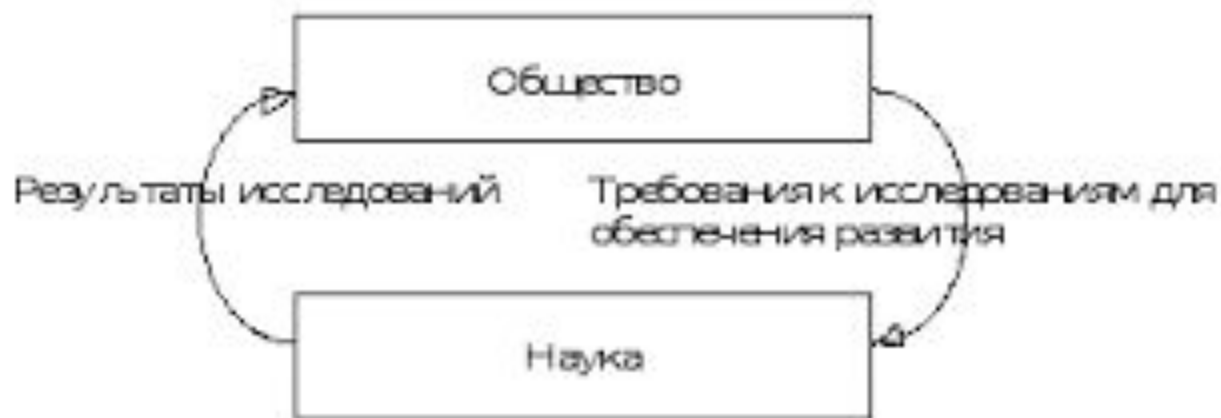 Общество
Результаты исследований
Требования к исследованиям для
обеспечения развития
Наука